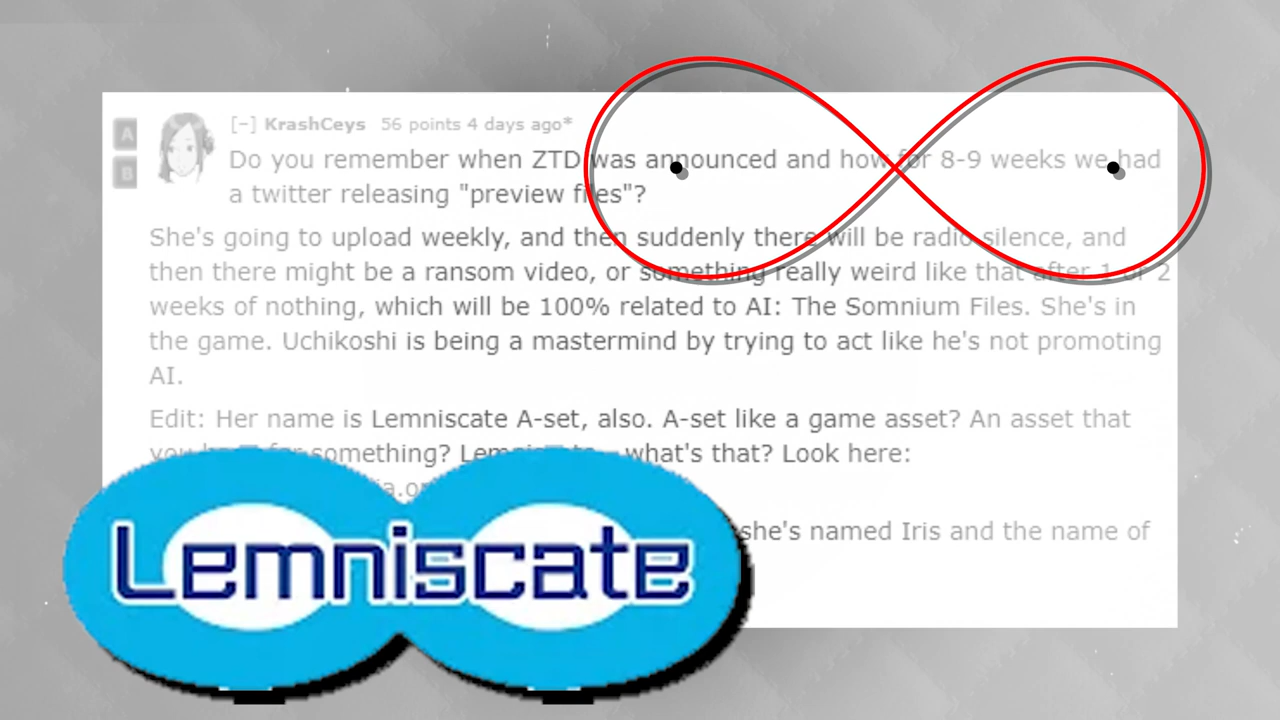 A
B
[−] KrashCeys 56 points 4 days ago*
Do you remember when ZTD was announced and how for 8-9 weeks we had
a twitter releasing "preview files"?
She's going to upload weekly, and then suddenly there will be radio silence, and
then there might be a ransom video, or something really weird like that after 1 or 2
weeks of nothing, which will be 100% related to AI: The Somnium Files. She's in
the game. Uchikoshi is being a mastermind by trying to act like he's not promoting
AI.
Edit: Her name is Lemniscate A-set, also. A-set like a game asset? An asset that
something? what's that? Look here:
she's named Iris and the name of
Lemniscate